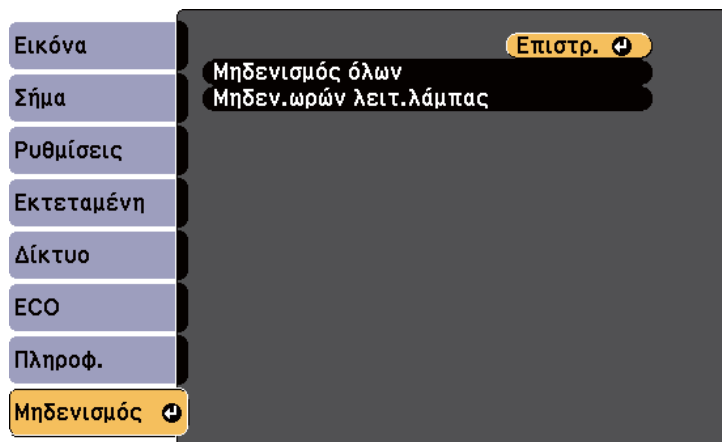 Εικόνα
Σήμα
Ρυθμίσεις
Εκτεταμένη
Δίκτυο
ECO
Πληροφ.
Μηδενισμός
Επιστρ.
Μηδενισμός όλων
Μηδεν.ωρών λειτ.λάμπας